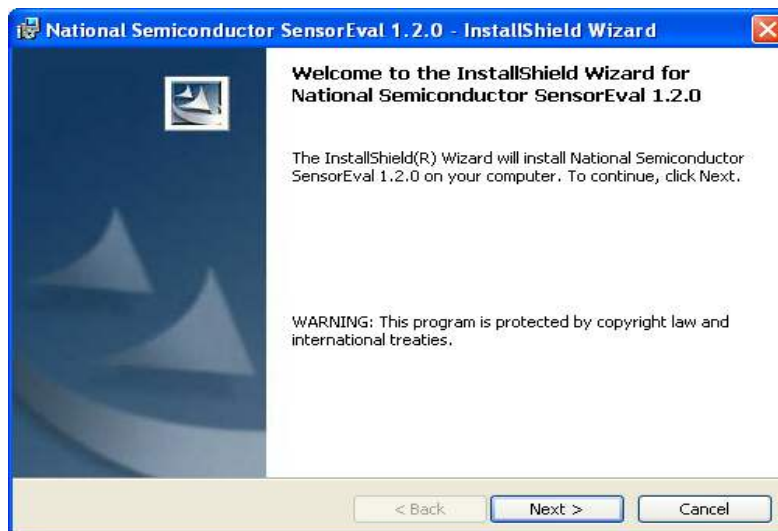 National Semiconductor SensorEval 1.2.0 - InstallShield Wizard
Welcome to the InstallShield Wizard for
National Semiconductor SensorEval 1.2.0
The InstallShield(R) Wizard will install National Semiconductor
SensorEval 1.2.0 on your computer. To continue, click Next.
WARNING: This program is protected by copyright law and
international treaties.
< Back
Next >
Cancel